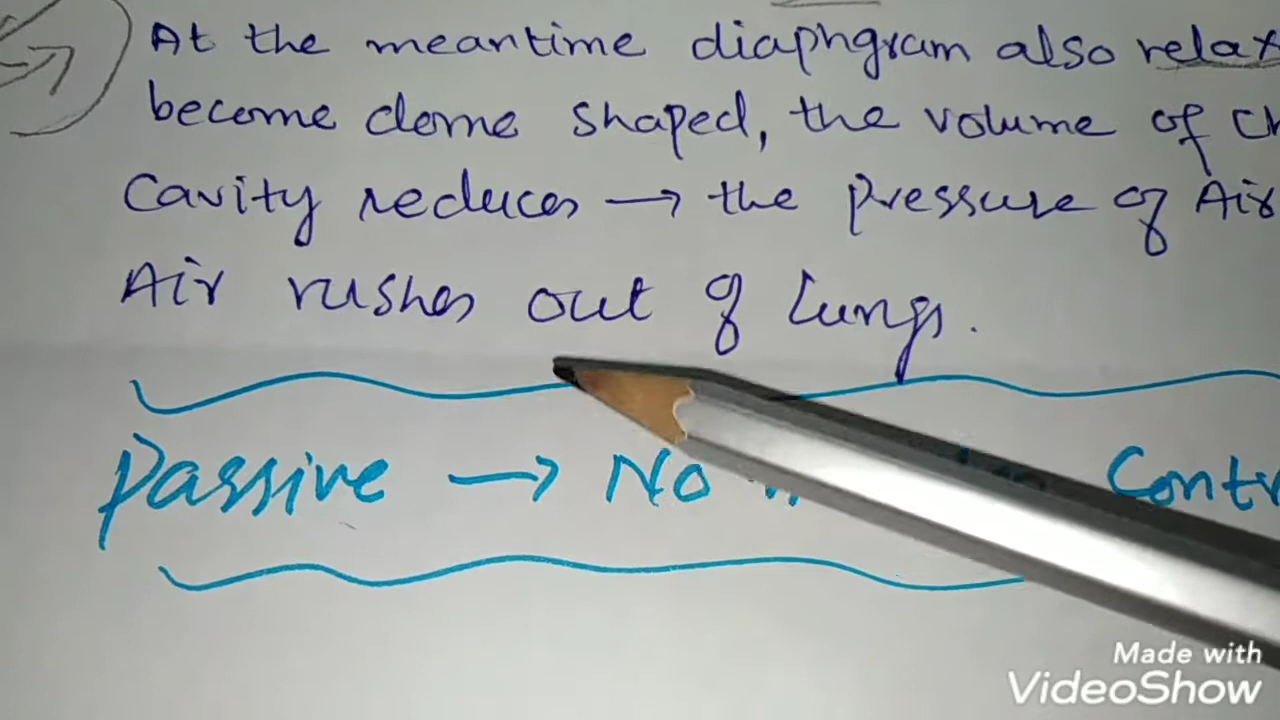 At the meantime diaphgram also relax
become dome shaped, the volume of
Cavity reduces → the pressure of Air
Air rushes out of lungs.
Passive → No
Made with
VideoShow